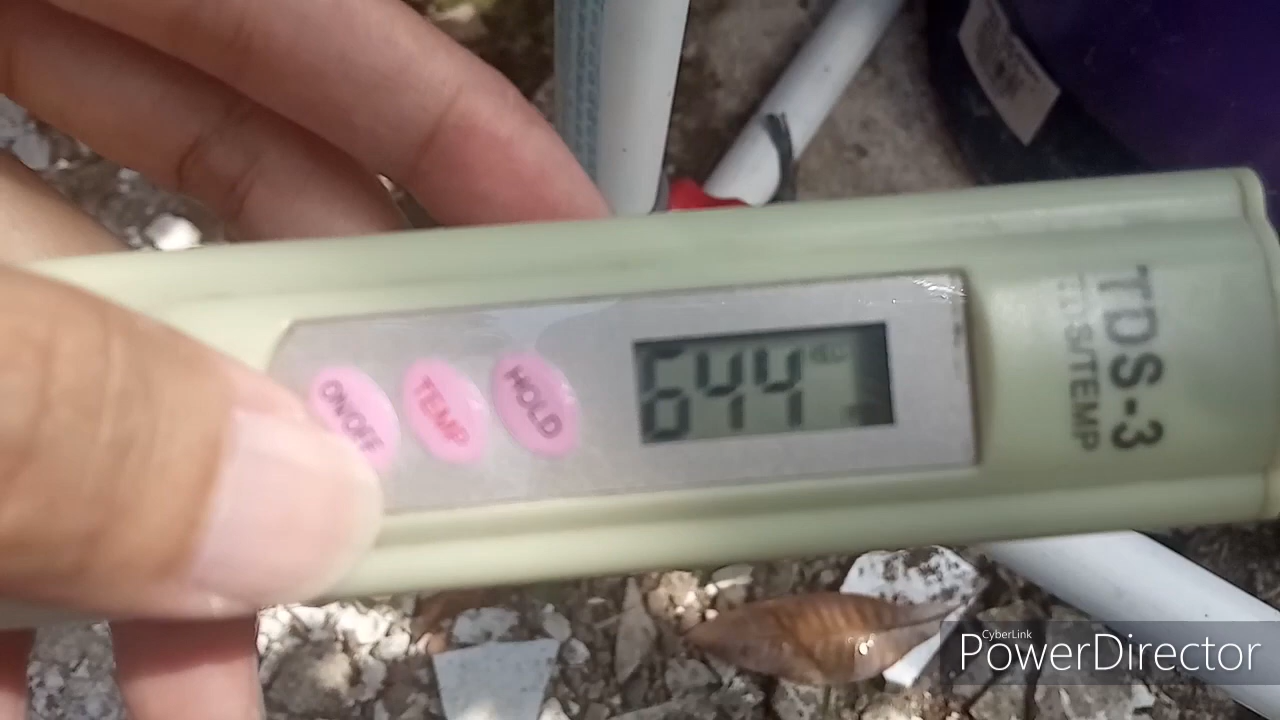 ON/OFF
TEMP
HOLD
644
TDS-3
TDS/TEMP
CyberLink
PowerDirector